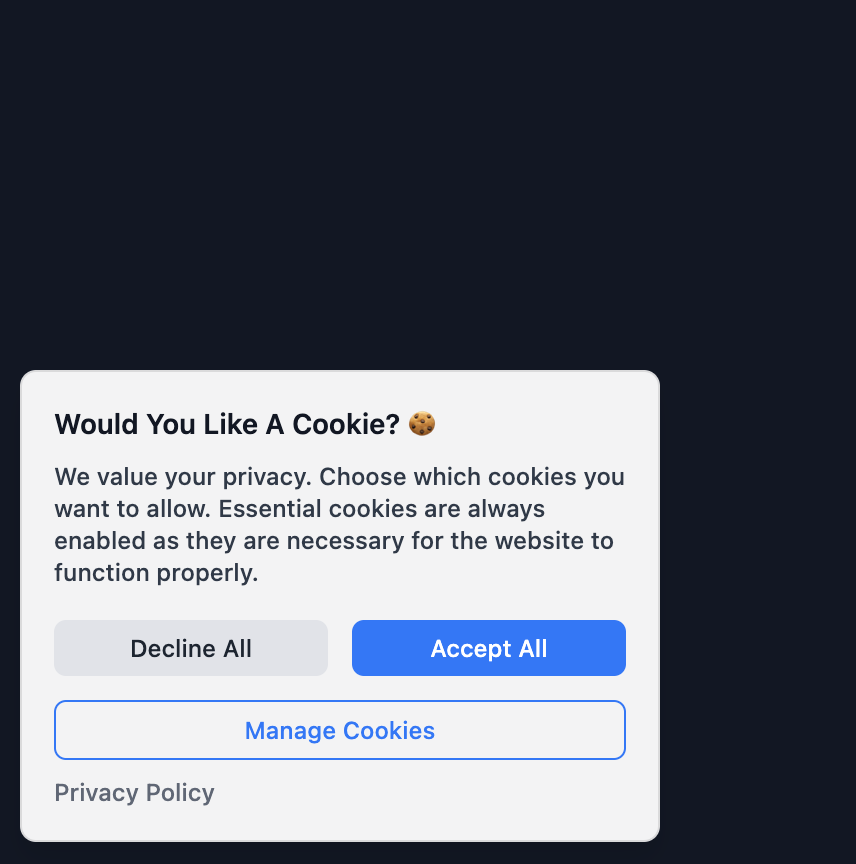 Would You Like A Cookie? 🍪
We value your privacy. Choose which cookies you
want to allow. Essential cookies are always
enabled as they are necessary for the website to
function properly.
Decline All
Accept All
Manage Cookies
Privacy Policy